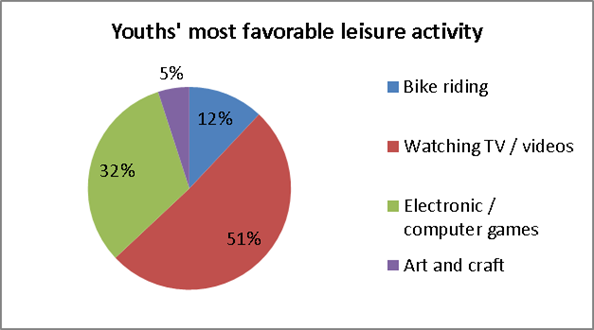 Youths' most favorable leisure activity
5%
12%
32%
51%
Bike riding
Watching TV / videos
Electronic /
computer games
Art and craft